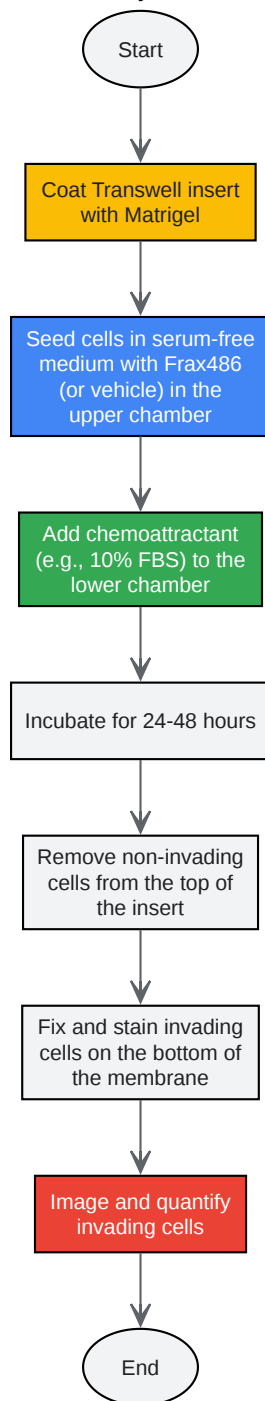 Start
Coat Transwell insert
with Matrigel
Seed cells in serum-free
medium with Frax486
(or vehicle) in the
upper chamber
Add chemoattractant
(e.g., 10% FBS) to the
lower chamber
Incubate for 24-48 hours
Remove non-invading
cells from the top of
the insert
Fix and stain invading
cells on the bottom of
the membrane
Image and quantify
invading cells
End